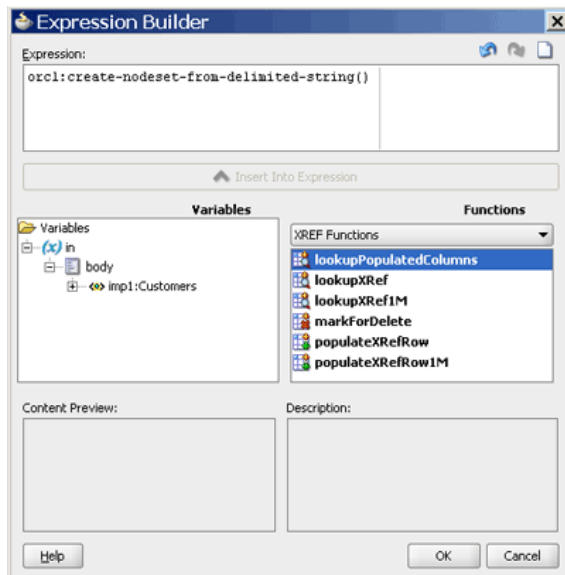 Expression Builder
Expression:
orcl:create-nodeset-from-delimited-string()
Insert Into Expression
Variables
Functions
Variables
(x) in
body
imp1:Customers
XREF Functions
lookupPopulatedColumns
lookupXRef
lookupXRef1M
markForDelete
populateXRefRow
populateXRefRow1M
Content Preview:
Description:
Help
OK
Cancel